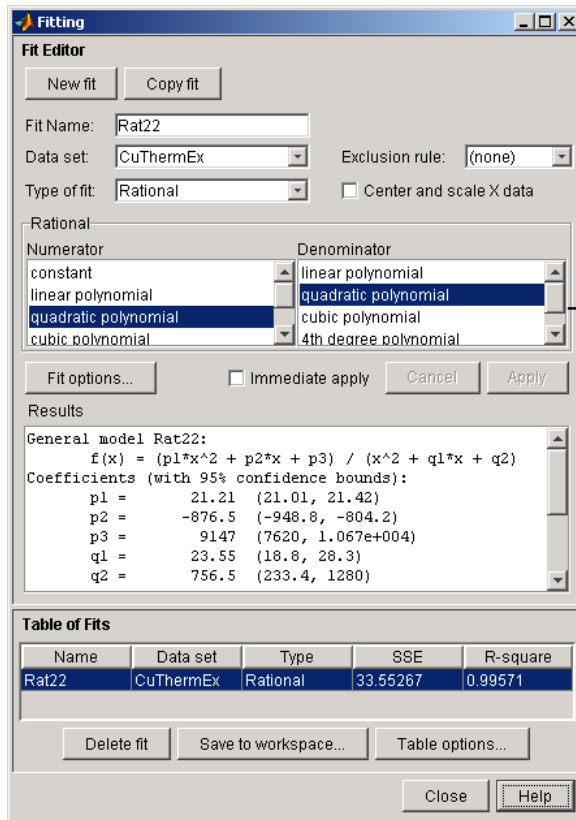 Fitting
Fit Editor
New fit Copy fit
Fit Name: Rat22
Data set: CuThermEx Exclusion rule: (none)
Type of fit: Rational Center and scale X data
Rational
Numerator Denominator
constant linear polynomial
linear polynomial quadratic polynomial
quadratic polynomial cubic polynomial
cubic polynomial 4th degree polynomial
Fit options... Immediate apply Cancel Apply
Results
General model Rat22:
f(x) = (p1*x^2 + p2*x + p3) / (x^2 + q1*x + q2)
Coefficients (with 95% confidence bounds):
p1 = 21.21 (21.01, 21.42)
p2 = -876.5 (-948.8, -804.2)
p3 = 9147 (7620, 1.067e+004)
q1 = 23.55 (18.8, 28.3)
q2 = 756.5 (233.4, 1280)
Table of Fits
Name Data set Type SSE R-square
Rat22 CuThermEx Rational 33.55267 0.99571
Delete fit Save to workspace... Table options...
Close Help